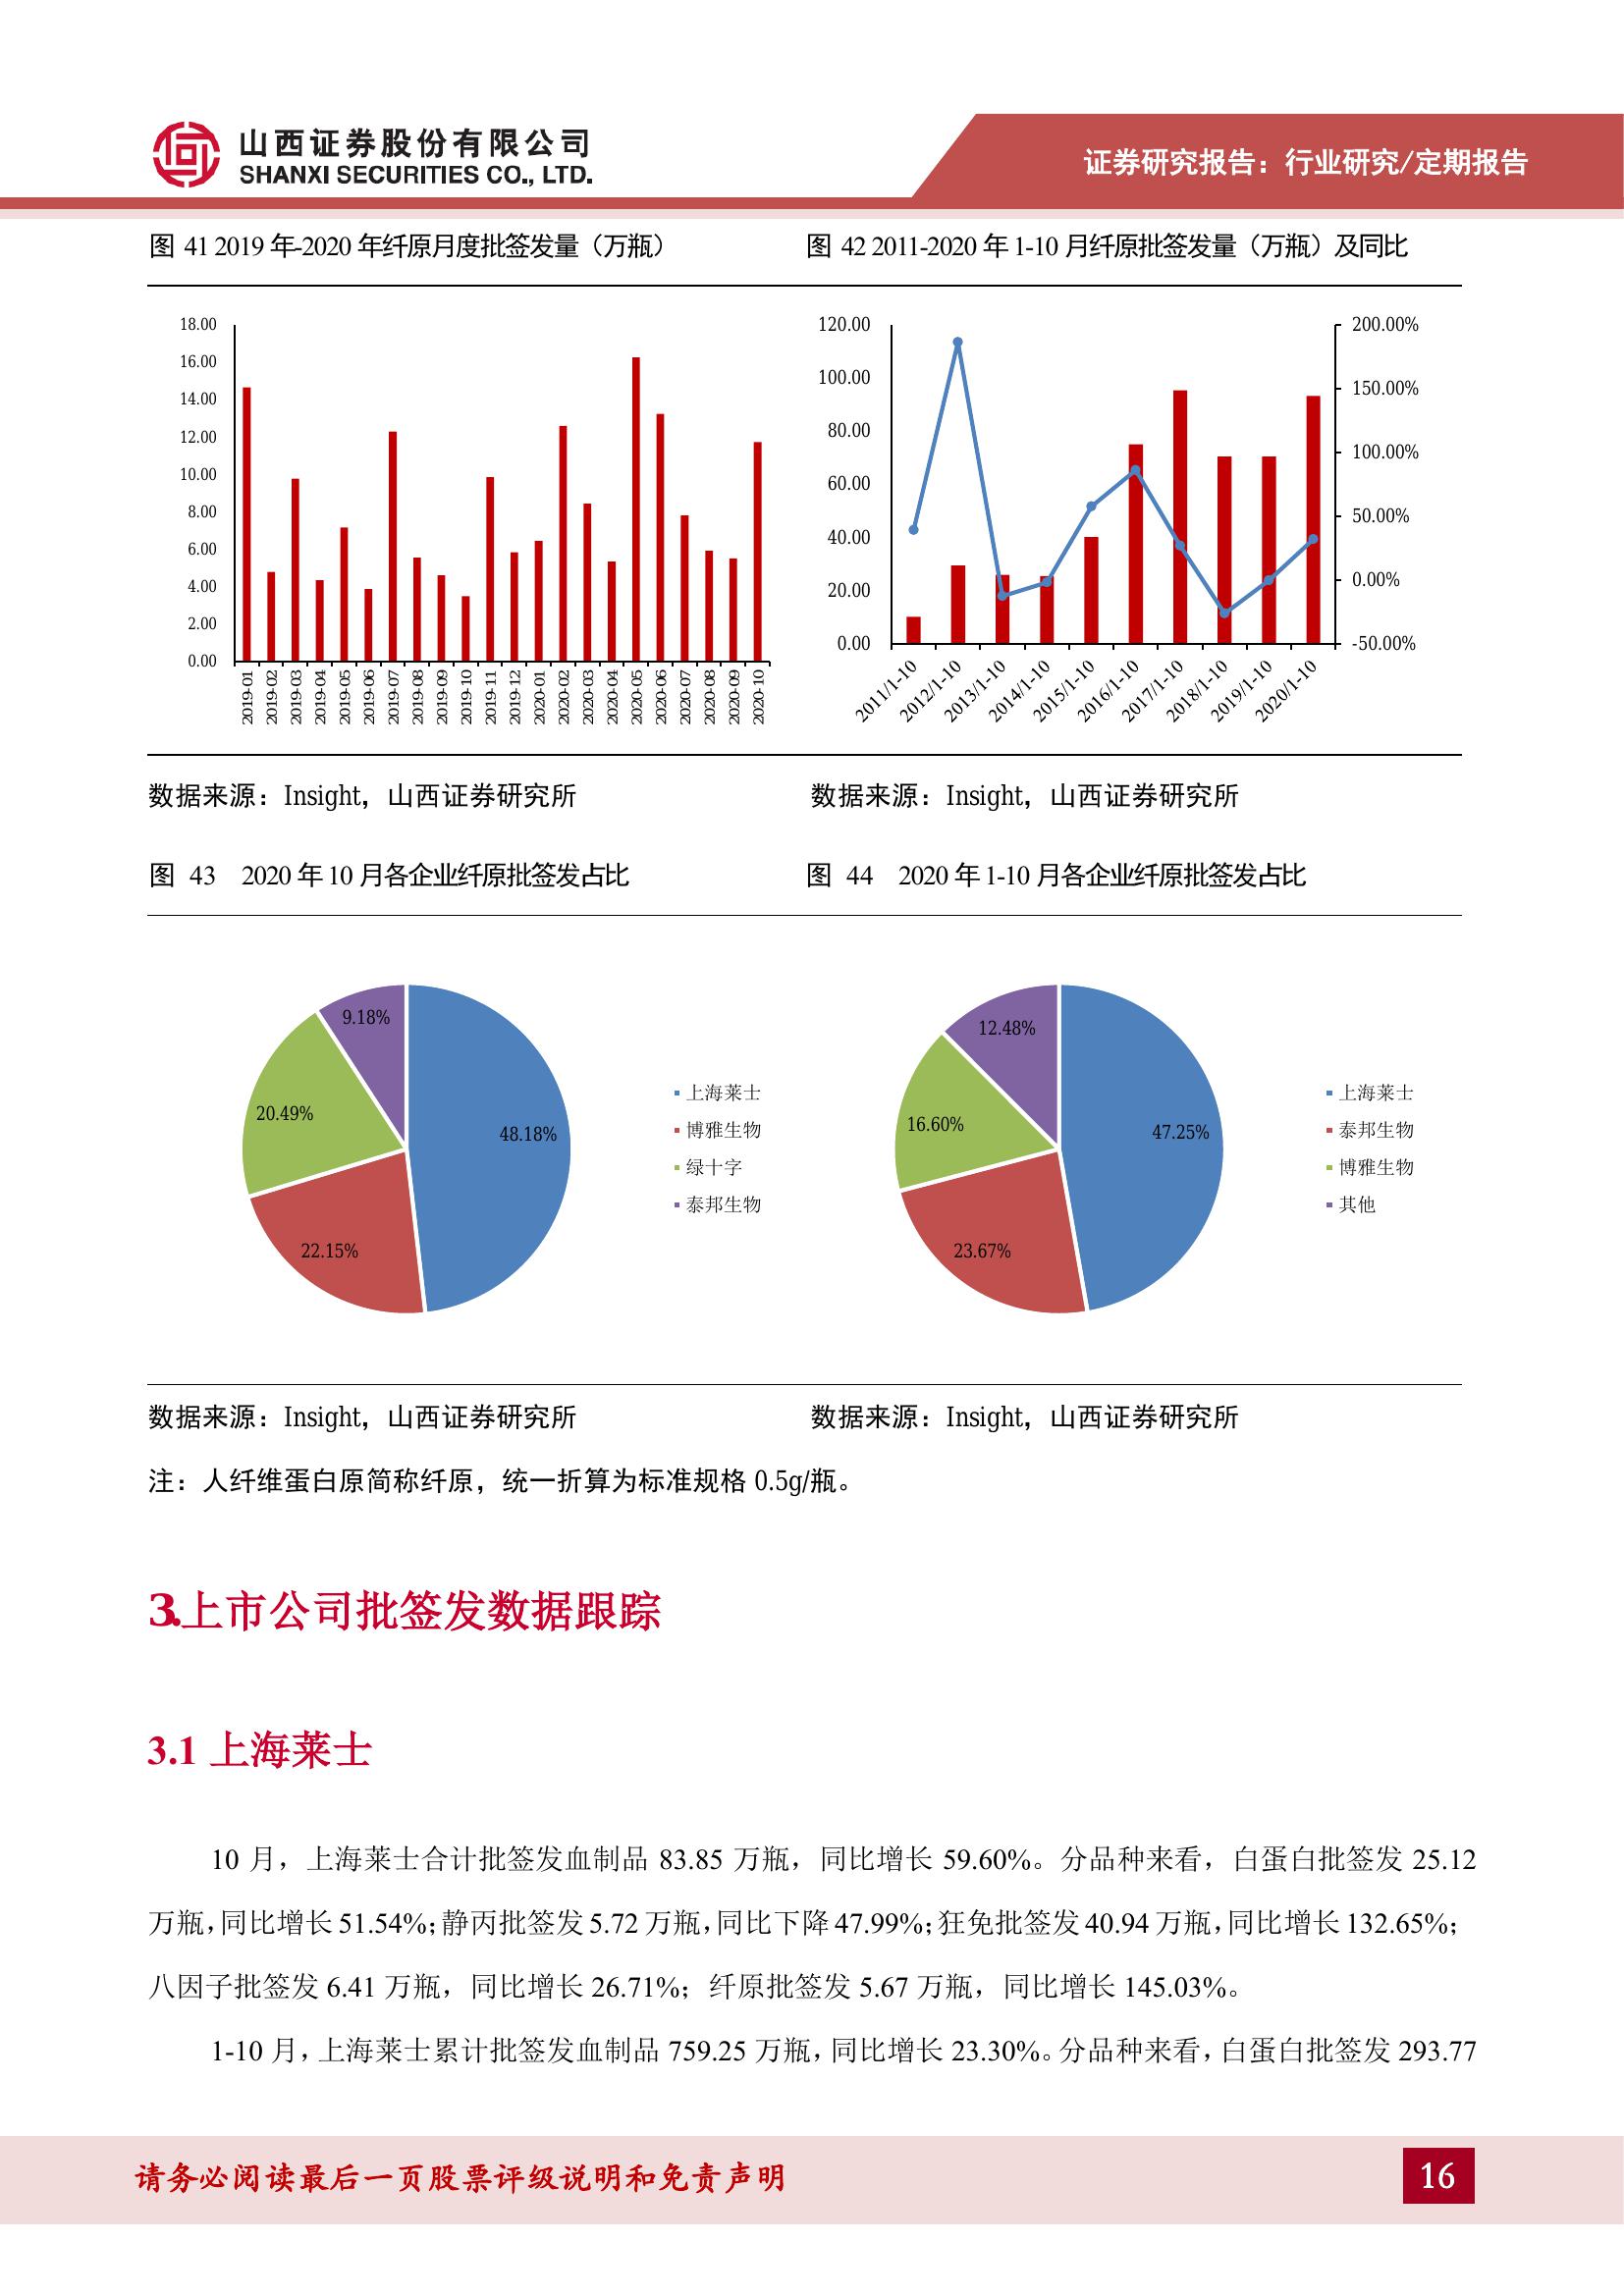 山西证券股份有限公司
SHANXI SECURITIES CO., LTD.
证券研究报告：行业研究/定期报告
图 41 2019 年-2020 年纤原月度批签发量（万瓶）
图 42 2011-2020 年 1-10 月纤原批签发量（万瓶）及同比
18.00
16.00
14.00
12.00
10.00
8.00
6.00
4.00
2.00
0.00
2019-01
2019-02
2019-03
2019-04
2019-05
2019-06
2019-07
2019-08
2019-09
2019-10
2019-11
2019-12
2020-01
2020-02
2020-03
2020-04
2020-05
2020-06
2020-07
2020-08
2020-09
2020-10
120.00
100.00
80.00
60.00
40.00
20.00
0.00
200.00%
150.00%
100.00%
50.00%
0.00%
-50.00%
2011/1-10
2012/1-10
2013/1-10
2014/1-10
2015/1-10
2016/1-10
2017/1-10
2018/1-10
2019/1-10
2020/1-10
数据来源：Insight，山西证券研究所
数据来源：Insight，山西证券研究所
图 43 2020 年 10 月各企业纤原批签发占比
图 44 2020 年 1-10 月各企业纤原批签发占比
9.18%
20.49%
48.18%
22.15%
上海莱士
博雅生物
绿十字
泰邦生物
12.48%
16.60%
47.25%
23.67%
上海莱士
泰邦生物
博雅生物
其他
数据来源：Insight，山西证券研究所
数据来源：Insight，山西证券研究所
注：人纤维蛋白原简称纤原，统一折算为标准规格 0.5g/瓶。
3.上市公司批签发数据跟踪
3.1 上海莱士
10 月，上海莱士合计批签发血制品 83.85 万瓶，同比增长 59.60%。分品种来看，白蛋白批签发 25.12
万瓶，同比增长 51.54%；静丙批签发 5.72 万瓶，同比下降 47.99%；狂免批签发 40.94 万瓶，同比增长 132.65%；
八因子批签发 6.41 万瓶，同比增长 26.71%；纤原批签发 5.67 万瓶，同比增长 145.03%。
1-10 月，上海莱士累计批签发血制品 759.25 万瓶，同比增长 23.30%。分品种来看，白蛋白批签发 293.77
请务必阅读最后一页股票评级说明和免责声明
16